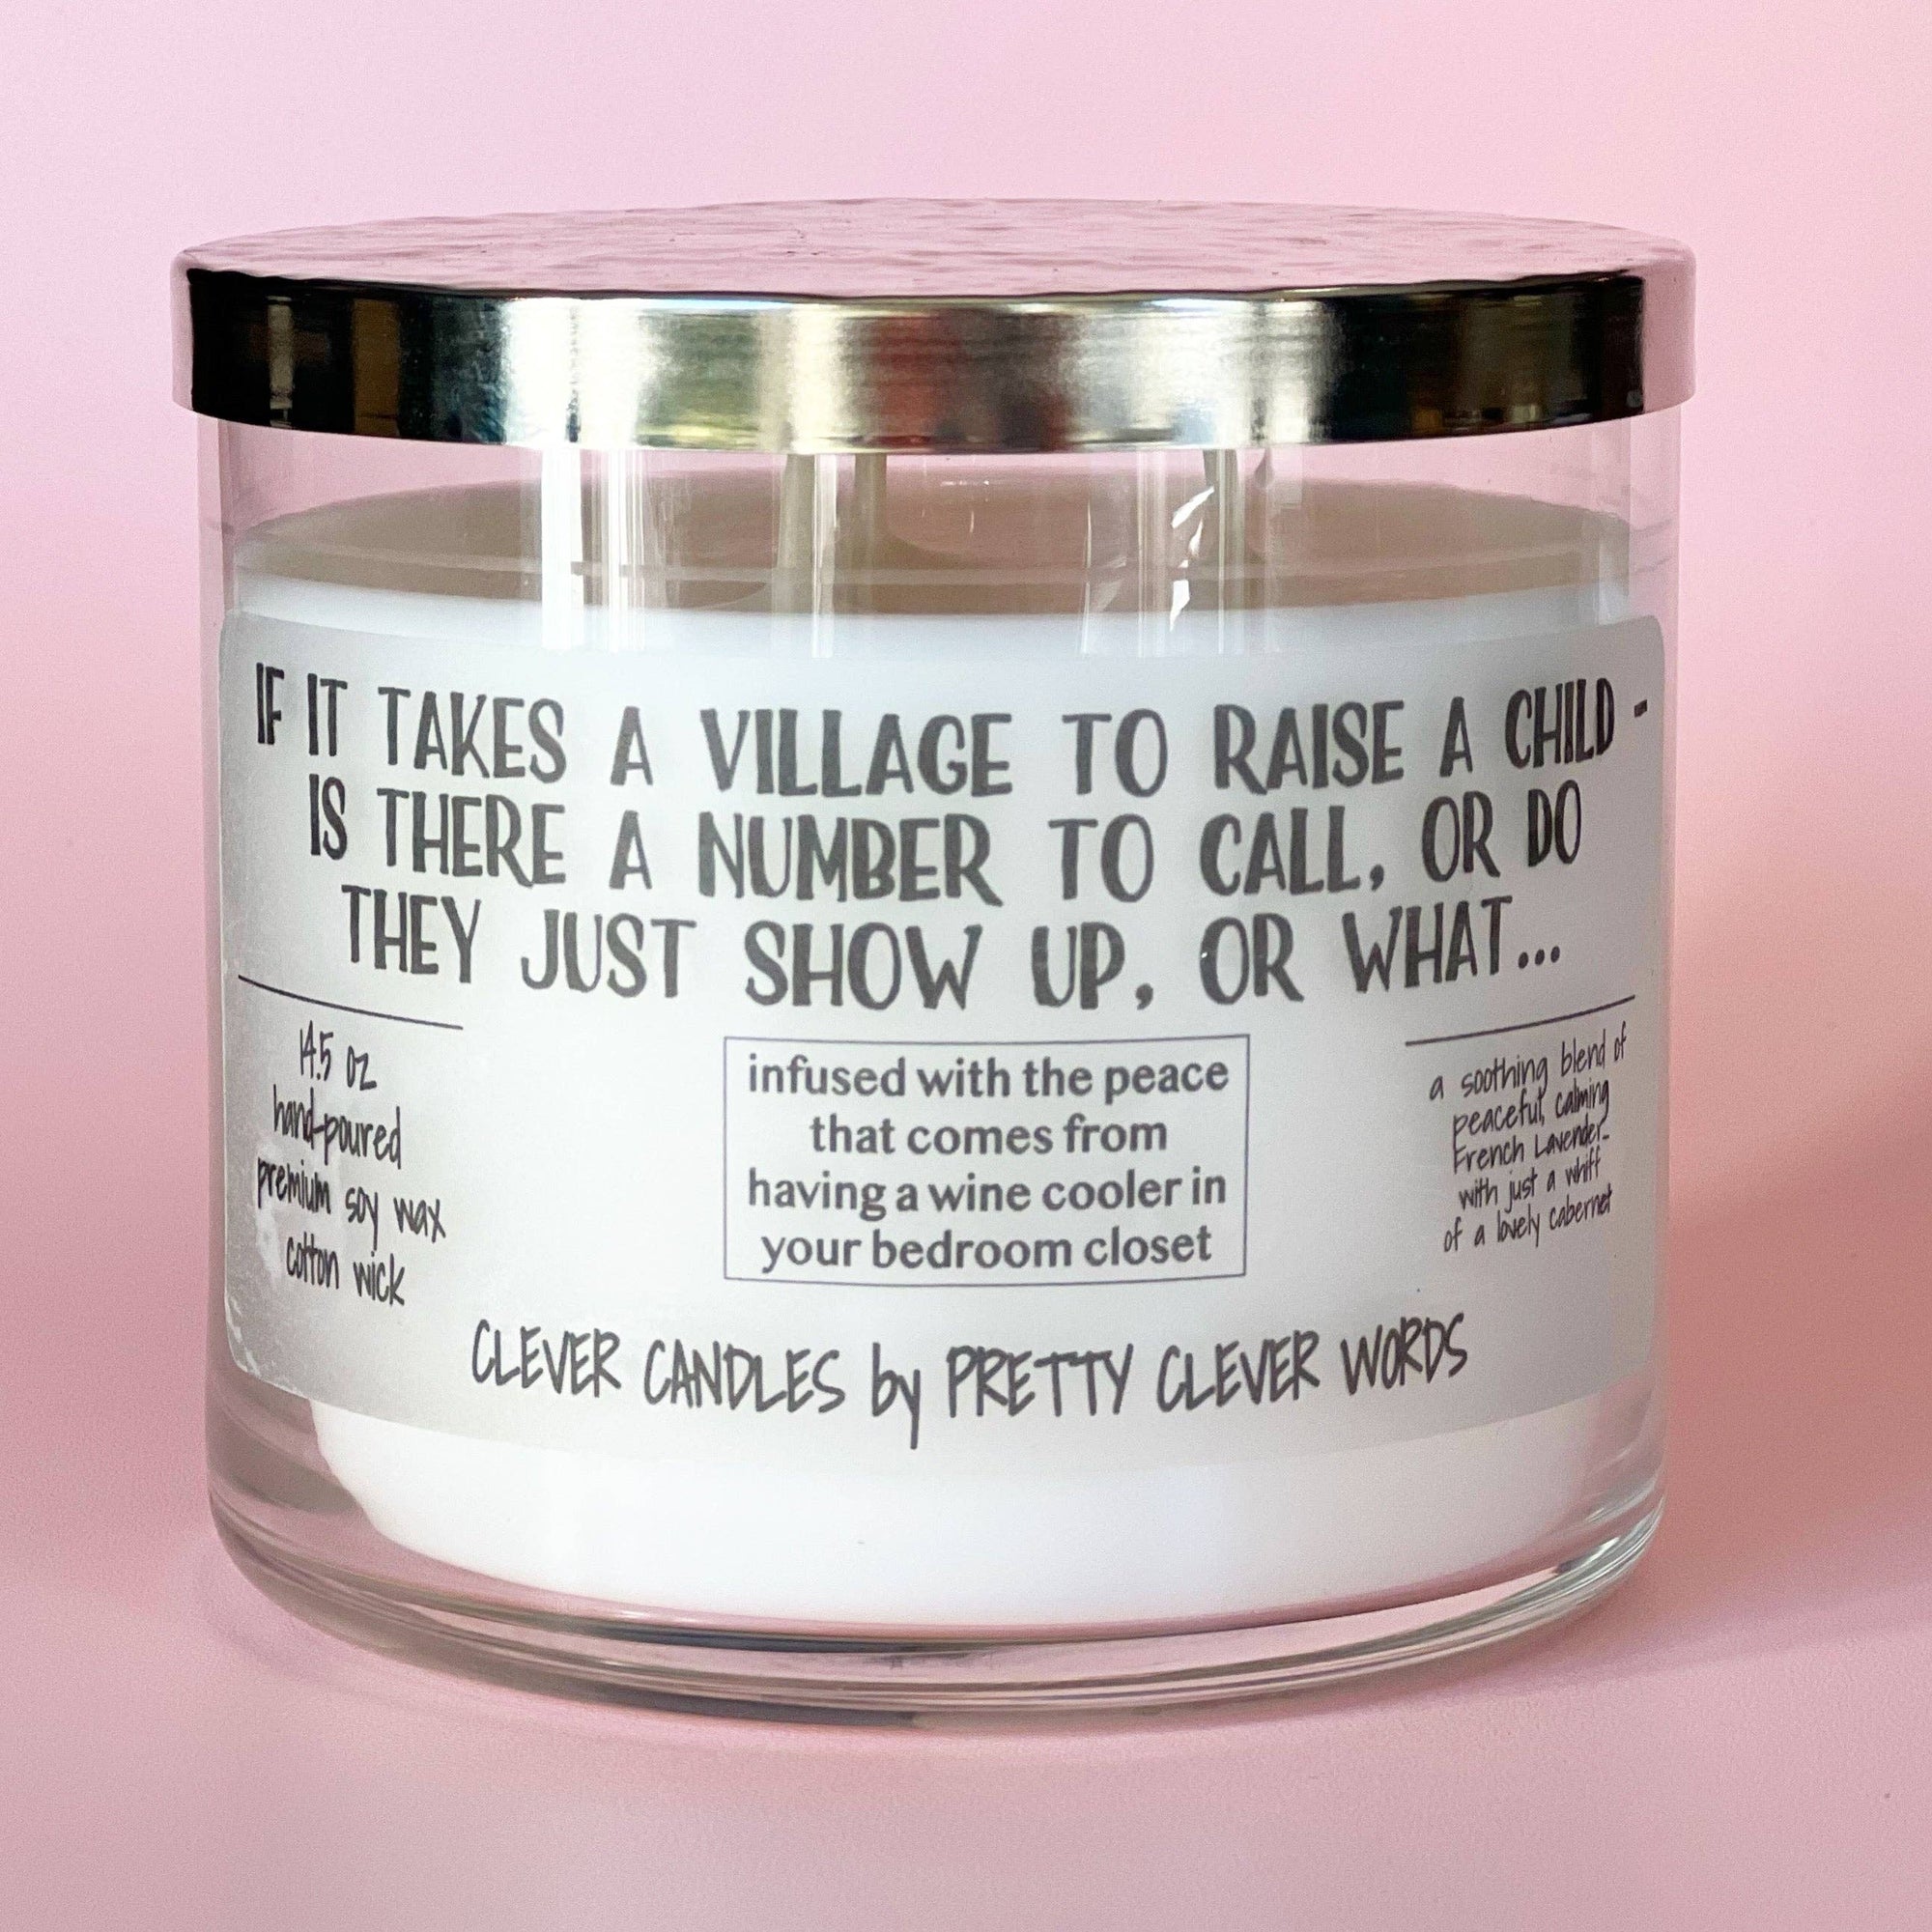 IF IT TAKES A VILLAGE TO RAISE A CHILD -
IS THERE A NUMBER TO CALL, OR DO
THEY JUST SHOW UP, OR WHAT...
14.5 oz
hand-poured
premium soy wax
cotton wick
infused with the peace
that comes from
having a wine cooler in
your bedroom closet
a soothing blend of
peaceful, calming
French Lavender-
with just a whiff
of a lovely cabernet
CLEVER CANDLES by PRETTY CLEVER WORDS